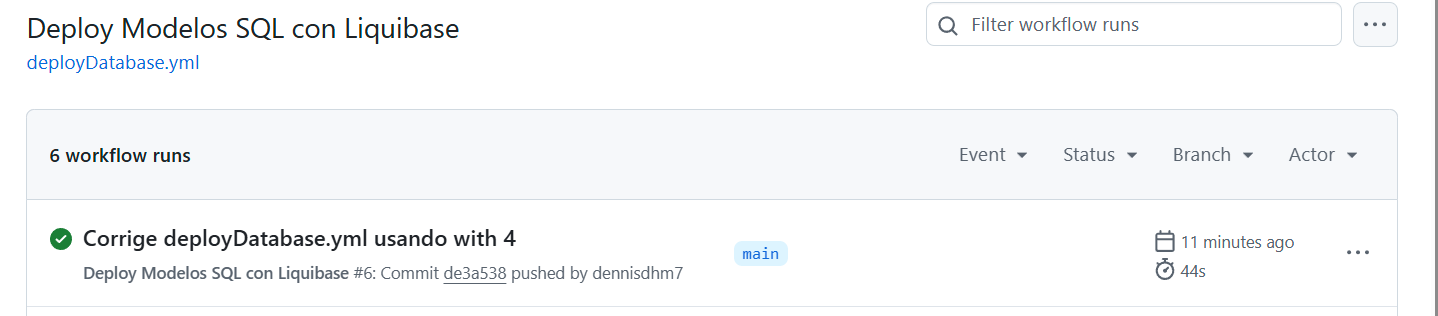 Deploy Modelos SQL con Liquibase
Filter workflow runs
deployDatabase.yml
6 workflow runs
Event
Status
Branch
Actor
Corrige deployDatabase.yml usando with 4
main
11 minutes ago
Deploy Modelos SQL con Liquibase #6: Commit de3a538 pushed by dennisdhm7
44s